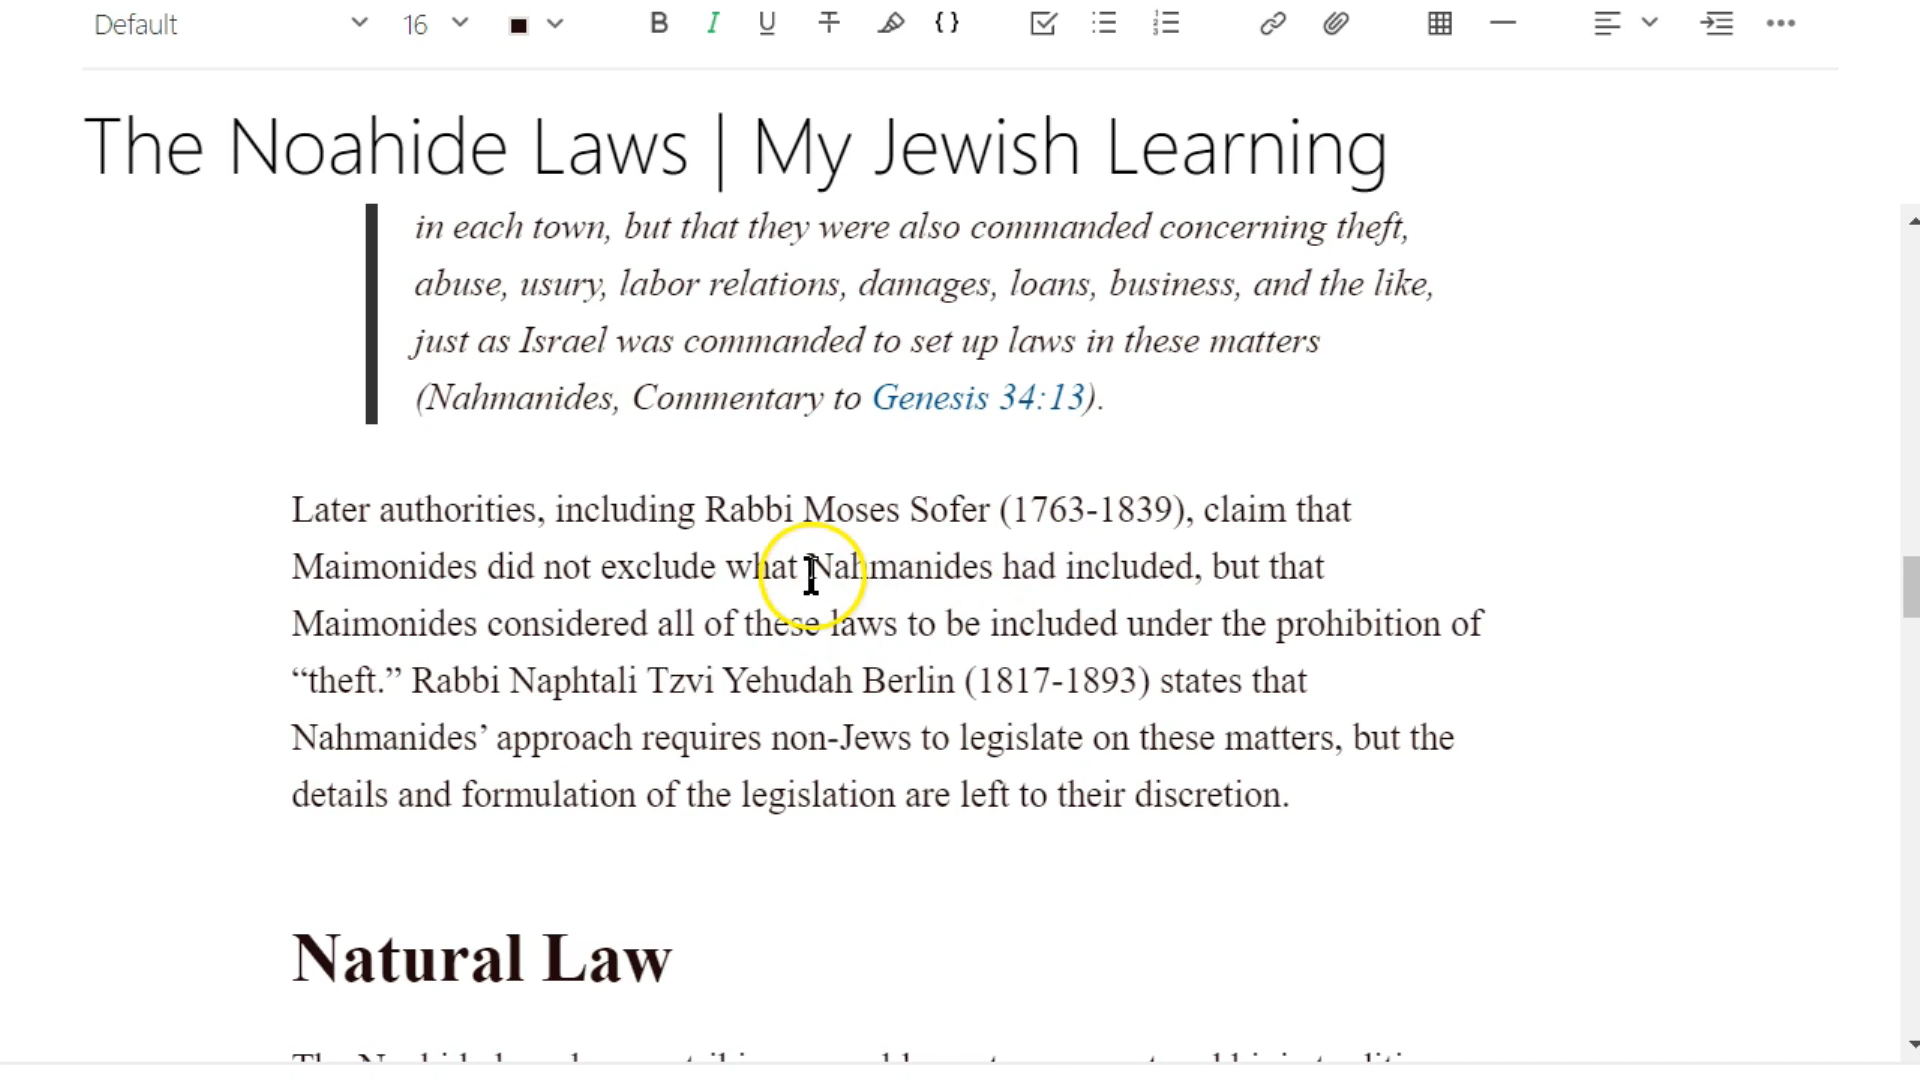 Default 16 B I U T {}
The Noahide Laws | My Jewish Learning
in each town, but that they were also commanded concerning theft,
abuse, usury, labor relations, damages, loans, business, and the like,
just as Israel was commanded to set up laws in these matters
(Nahmanides, Commentary to Genesis 34:13).
Later authorities, including Rabbi Moses Sofer (1763-1839), claim that
Maimonides did not exclude what Nahmanides had included, but that
Maimonides considered all of these laws to be included under the prohibition of
“theft.” Rabbi Naphtali Tzvi Yehudah Berlin (1817-1893) states that
Nahmanides’ approach requires non-Jews to legislate on these matters, but the
details and formulation of the legislation are left to their discretion.
Natural Law